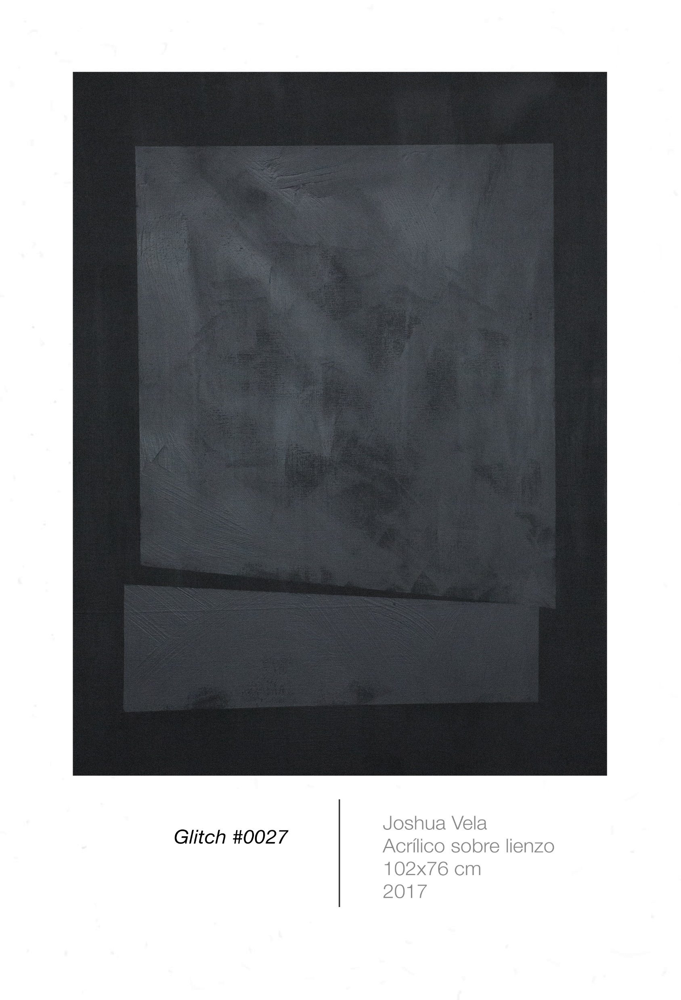 Glitch #0027
Joshua Vela
Acrílico sobre lienzo
102x76 cm
2017